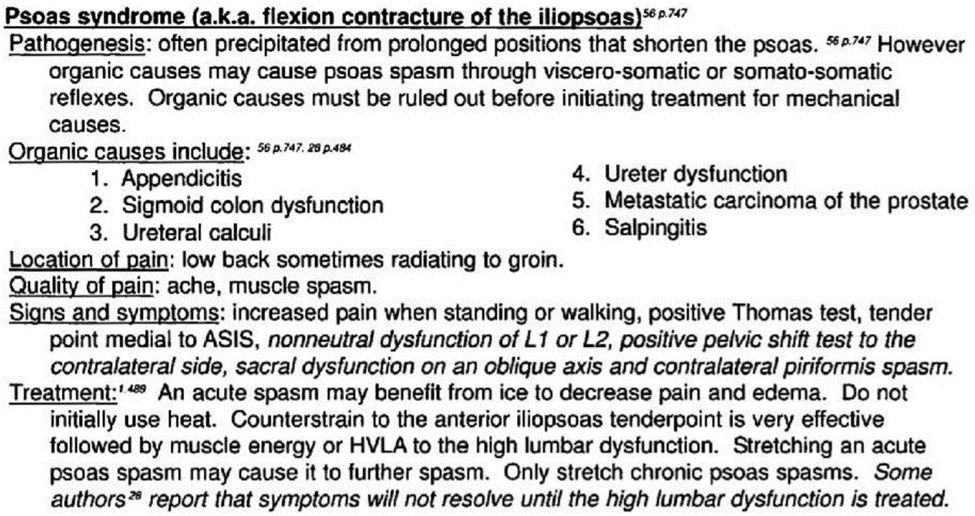 Psoas syndrome (a.k.a. flexion contracture of the iliopsoas)56 p.747
Pathogenesis: often precipitated from prolonged positions that shorten the psoas. 56 p.747 However
organic causes may cause psoas spasm through viscero-somatic or somato-somatic
reflexes. Organic causes must be ruled out before initiating treatment for mechanical
causes.
Organic causes include: 56 p.747, 28 p.484
1. Appendicitis
2. Sigmoid colon dysfunction
3. Ureteral calculi
4. Ureter dysfunction
5. Metastatic carcinoma of the prostate
6. Salpingitis
Location of pain: low back sometimes radiating to groin.
Quality of pain: ache, muscle spasm.
Signs and symptoms: increased pain when standing or walking, positive Thomas test, tender
point medial to ASIS, nonneutral dysfunction of L1 or L2, positive pelvic shift test to the
contralateral side, sacral dysfunction on an oblique axis and contralateral piriformis spasm.
Treatment:1.489 An acute spasm may benefit from ice to decrease pain and edema. Do not
initially use heat. Counterstrain to the anterior iliopsoas tenderpoint is very effective
followed by muscle energy or HVLA to the high lumbar dysfunction. Stretching an acute
psoas spasm may cause it to further spasm. Only stretch chronic psoas spasms. Some
authors28 report that symptoms will not resolve until the high lumbar dysfunction is treated.